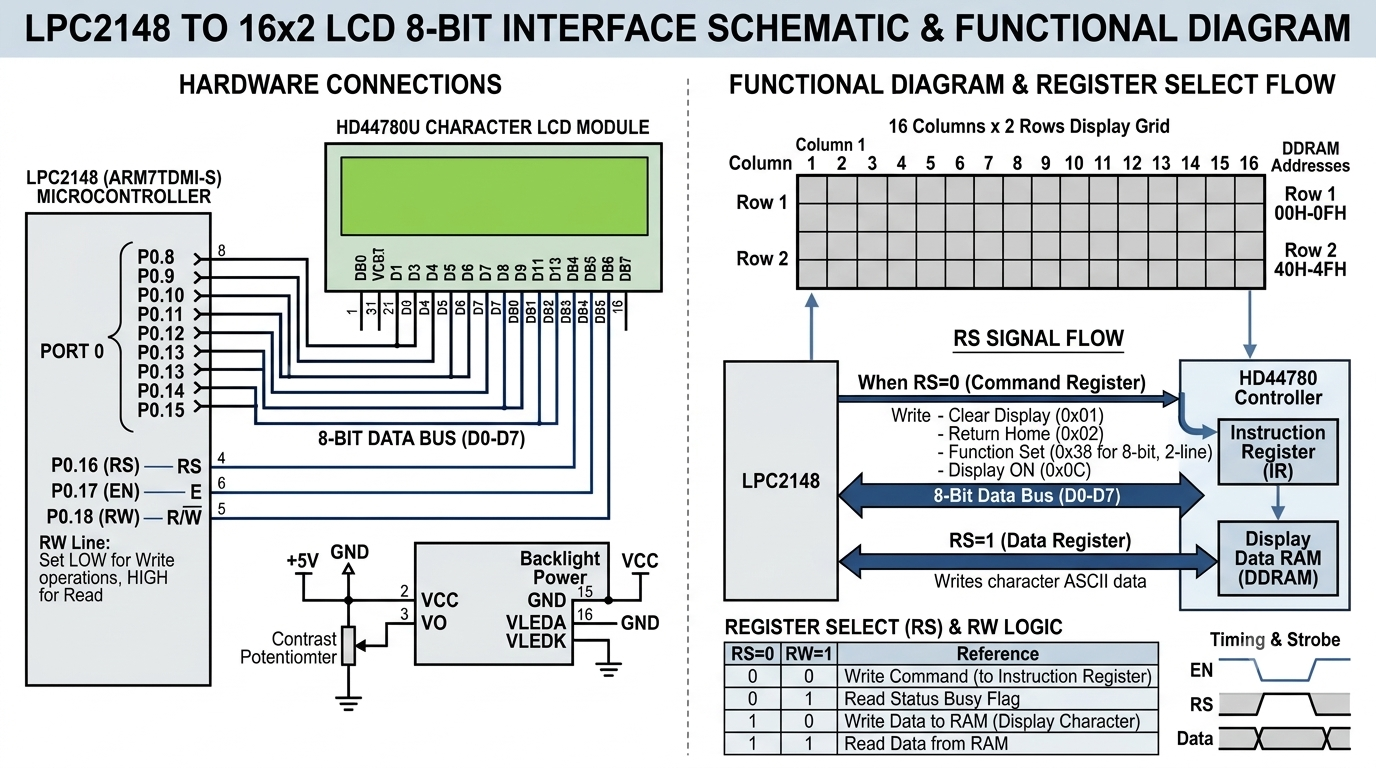 LPC2148 TO 16x2 LCD 8-BIT INTERFACE SCHEMATIC & FUNCTIONAL DIAGRAM
HARDWARE CONNECTIONS
HD44780U CHARACTER LCD MODULE
LPC2148 (ARM7TDMI-S)
MICROCONTROLLER
DB0 VCBT D1 D3 D4 D5 D6 D7 D8 D9 D11 D13 DB4 DB5 DB6 DB7
1 31 21 D0 D4 D5 D6 D7 D7 DB0 DB1 DB2 DB3 DB4 DB5 16
PORT 0
P0.8 8
P0.9
P0.10
P0.11
P0.12
P0.13
P0.13
P0.14
P0.15
8-BIT DATA BUS (D0-D7)
P0.16 (RS) RS 4
P0.17 (EN) E 6
P0.18 (RW) R/W̅ 5
RW Line:
Set LOW for Write
operations, HIGH
for Read
+5V GND
Contrast
Potentiomter
2 VCC
3 VO
Backlight
Power
GND 15
VLEDA 16
VLEDK
VCC
GND
FUNCTIONAL DIAGRAM & REGISTER SELECT FLOW
16 Columns x 2 Rows Display Grid
Column 1
Column 1 2 3 4 5 6 7 8 9 10 11 12 13 14 15 16
DDRAM
Addresses
Row 1
Row 1
00H-0FH
Row 2
Row 2
40H-4FH
RS SIGNAL FLOW
LPC2148
When RS=0 (Command Register)
Write - Clear Display (0x01)
- Return Home (0x02)
- Function Set (0x38 for 8-bit, 2-line)
- Display ON (0x0C)
8-Bit Data Bus (D0-D7)
RS=1 (Data Register)
Writes character ASCII data
HD44780
Controller
Instruction
Register
(IR)
Display
Data RAM
(DDRAM)
REGISTER SELECT (RS) & RW LOGIC
RS=0 RW=1 Reference
0 0 Write Command (to Instruction Register)
0 1 Read Status Busy Flag
1 0 Write Data to RAM (Display Character)
1 1 Read Data from RAM
Timing & Strobe
EN
RS
Data